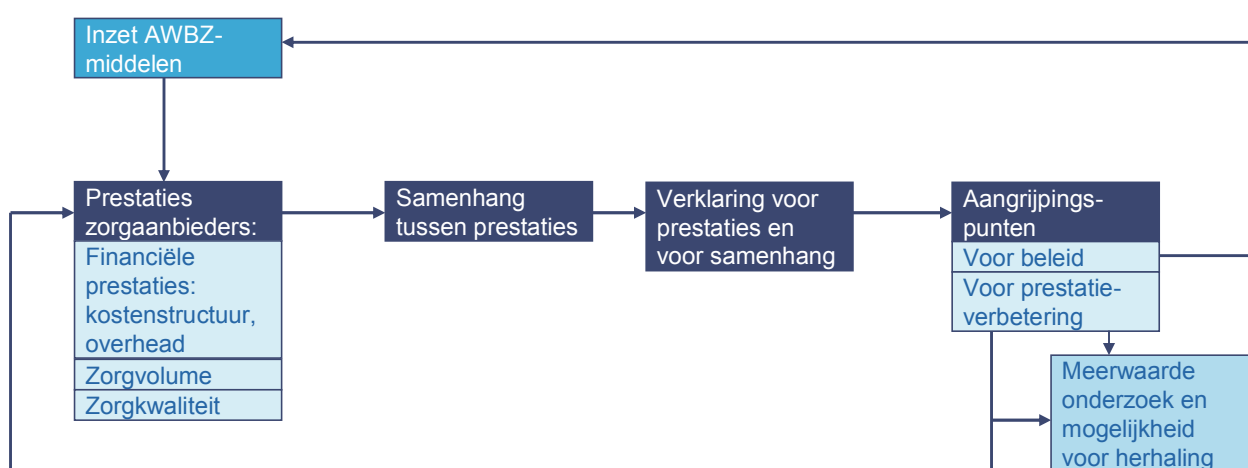 Inzet AWBZ-
middelen
Prestaties
zorgaanbieders:
Financiële
prestaties:
kostenstructuur,
overhead
Zorgvolume
Zorgkwaliteit
Samenhang
tussen prestaties
Verklaring voor
prestaties en
voor samenhang
Aangrijpings-
punten
Voor beleid
Voor prestatie-
verbetering
Meerwaarde
onderzoek en
mogelijkheid
voor herhaling